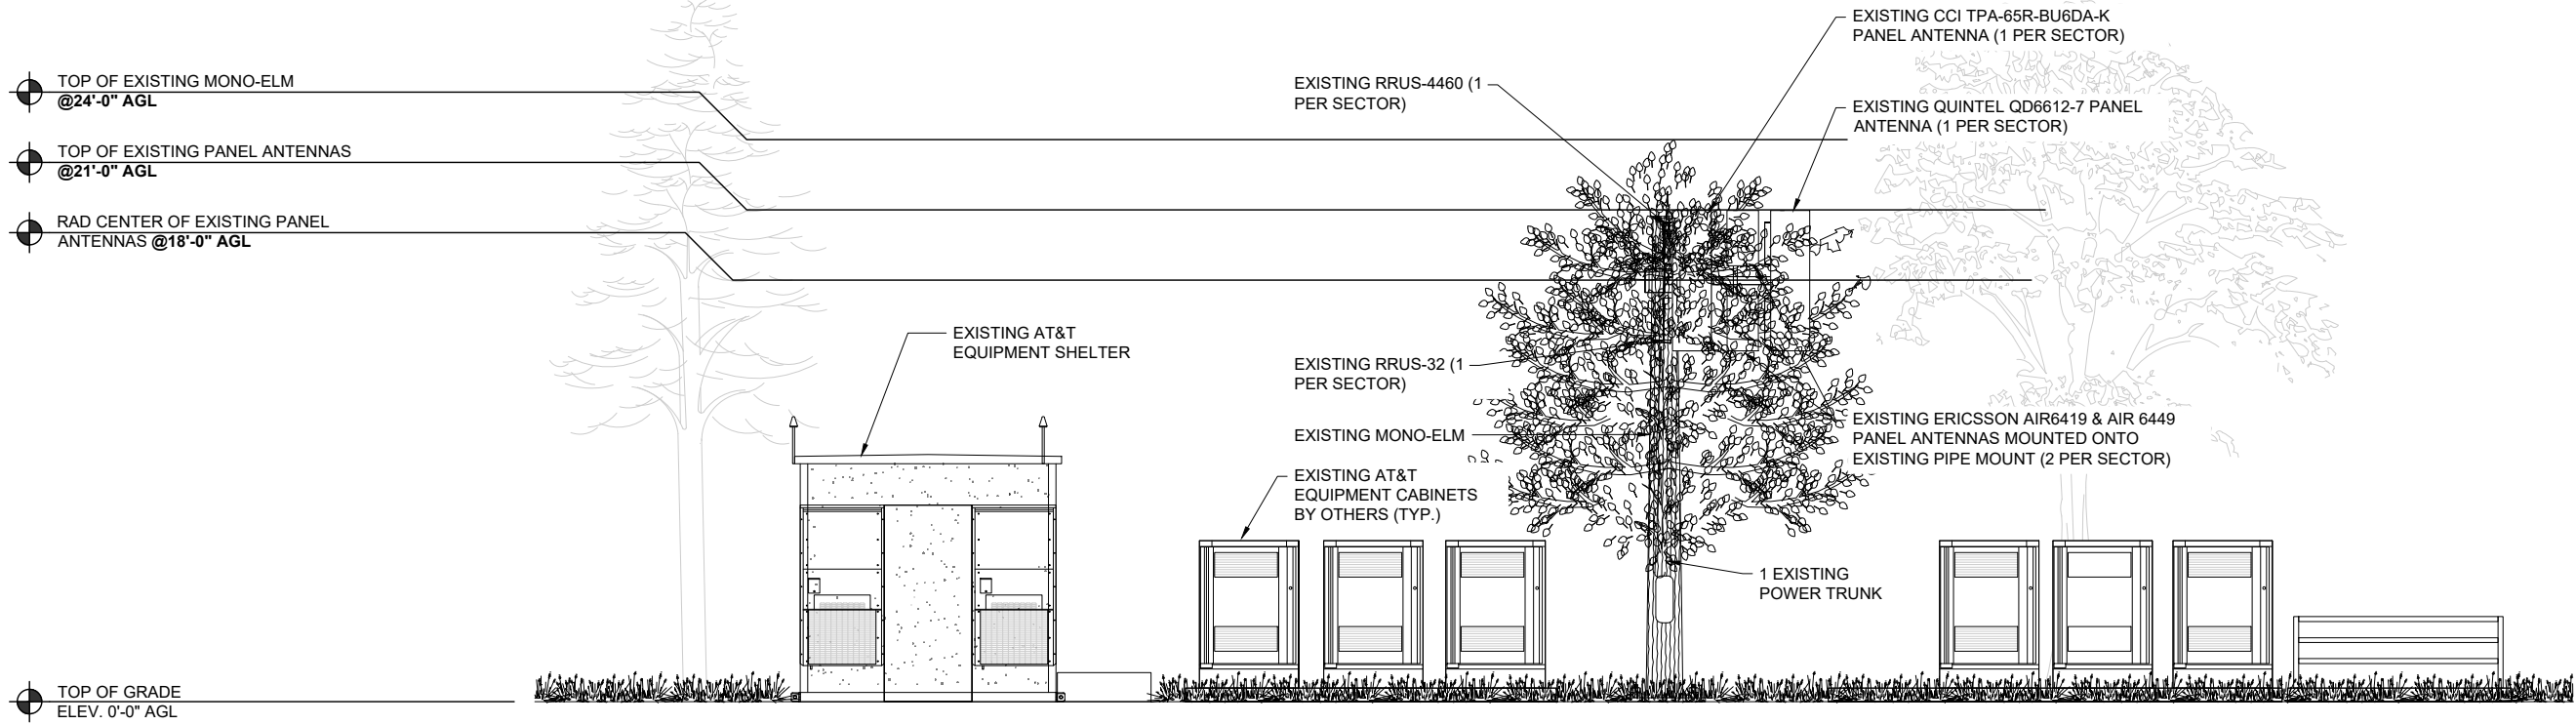 TOP OF EXISTING MONO-ELM
@24'-0" AGL
TOP OF EXISTING PANEL ANTENNAS
@21'-0" AGL
RAD CENTER OF EXISTING PANEL
ANTENNAS @18'-0" AGL
EXISTING AT&T
EQUIPMENT SHELTER
EXISTING RRUS-4460 (1
PER SECTOR)
EXISTING RRUS-32 (1
PER SECTOR)
EXISTING MONO-ELM
EXISTING AT&T
EQUIPMENT CABINETS
BY OTHERS (TYP.)
EXISTING CCI TPA-65R-BU6DA-K
PANEL ANTENNA (1 PER SECTOR)
EXISTING QUINTEL QD6612-7 PANEL
ANTENNA (1 PER SECTOR)
EXISTING ERICSSON AIR6419 & AIR 6449
PANEL ANTENNAS MOUNTED ONTO
EXISTING PIPE MOUNT (2 PER SECTOR)
1 EXISTING
POWER TRUNK
TOP OF GRADE
ELEV. 0'-0" AGL